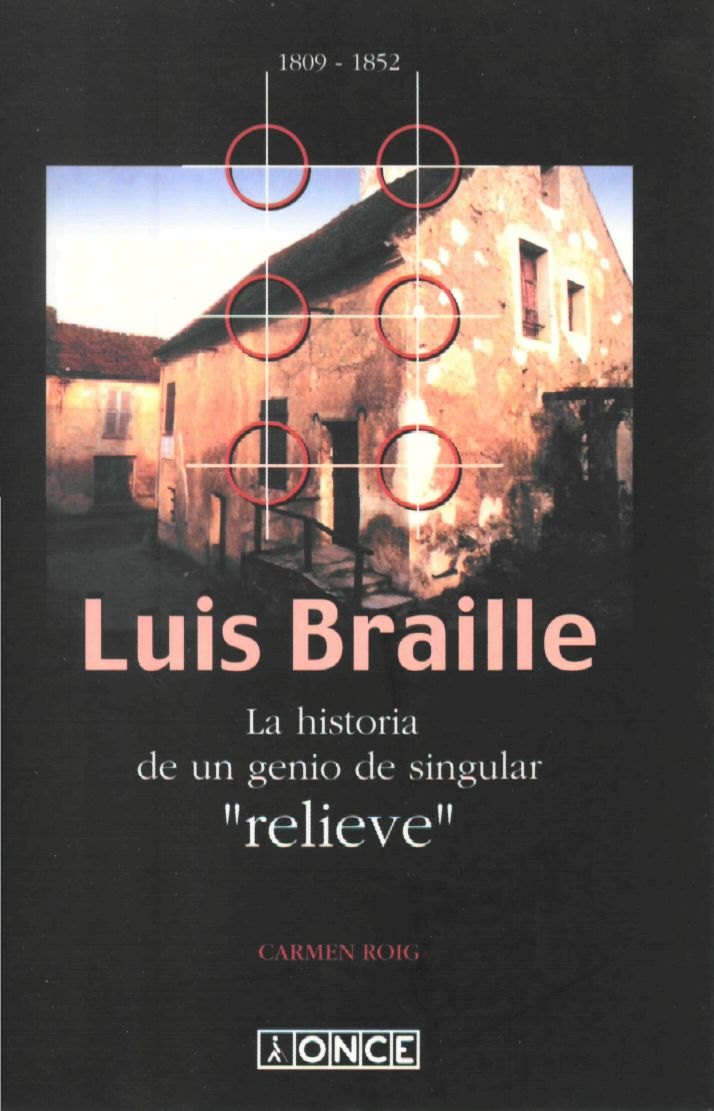 1809 - 1852
Luis Braille
La historia
de un genio de singular
"relieve"
CARMEN ROIG
ONCE